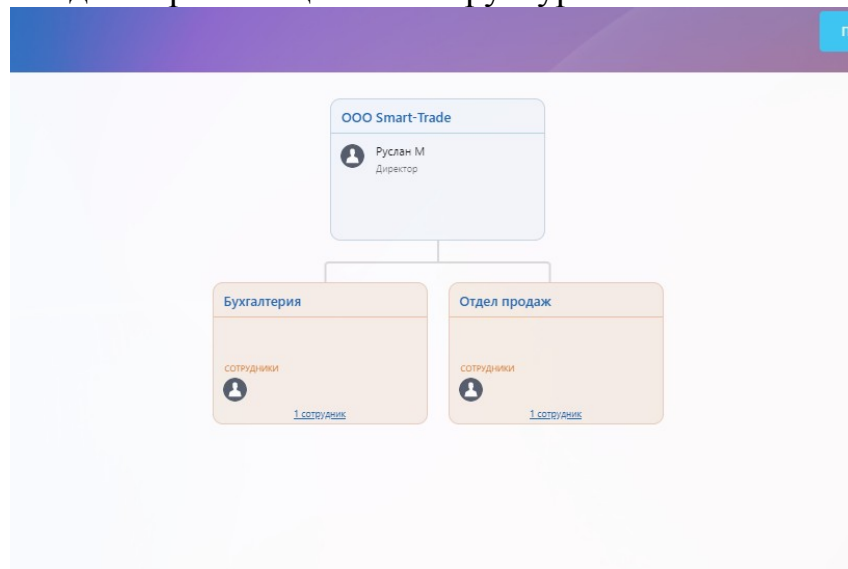 ООО Smart-Trade
Руслан М
Директор
Бухгалтерия
Отдел продаж
СОТРУДНИКИ
СОТРУДНИКИ
1 сотрудник
1 сотрудник